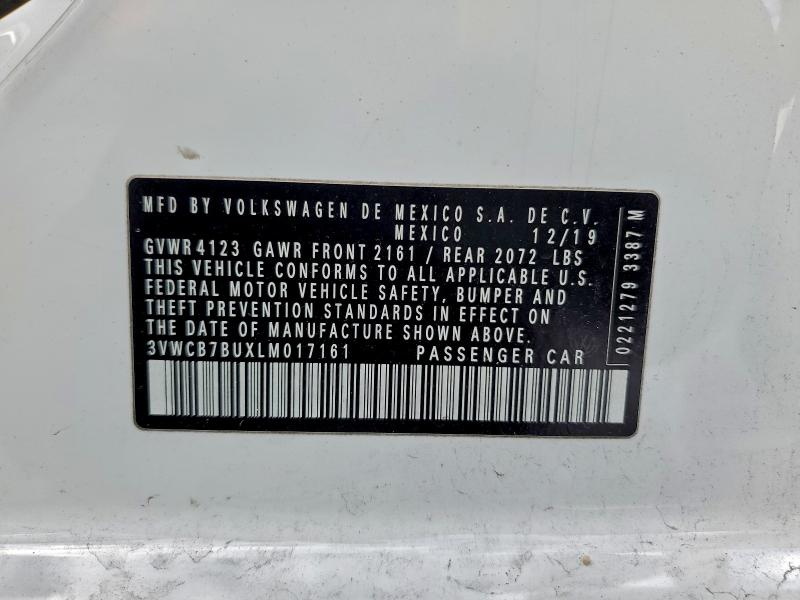 MFD BY VOLKSWAGEN DE MEXICO S.A. DE C.V.
MEXICO 12/19
GVWR 4123 GAWR FRONT 2161 / REAR 2072 LBS
THIS VEHICLE CONFORMS TO ALL APPLICABLE U.S.
FEDERAL MOTOR VEHICLE SAFETY, BUMPER AND
THEFT PREVENTION STANDARDS IN EFFECT ON
THE DATE OF MANUFACTURE SHOWN ABOVE.
3VWCB7BUXLM017161 PASSENGER CAR
0221279 3387 M